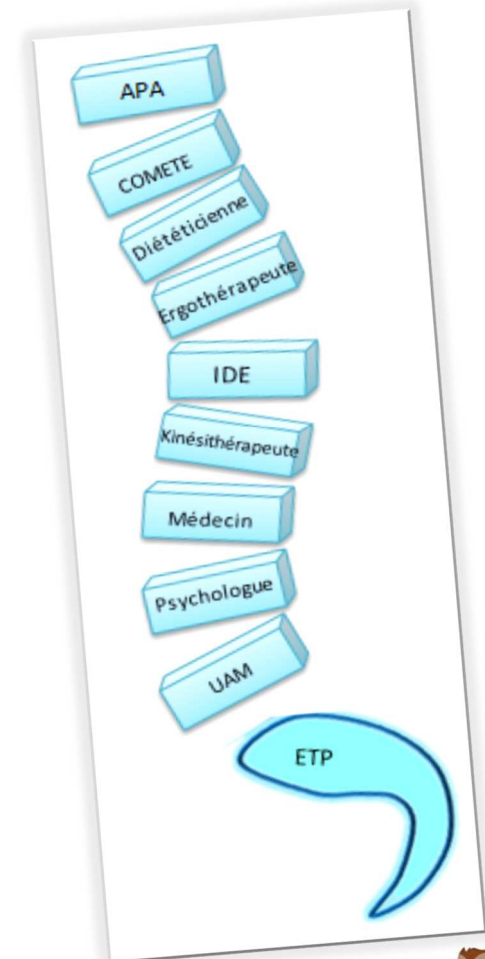 APA
COMETE
Diététicienne
Ergothérapeute
IDE
Kinésithérapeute
Médecin
Psychologue
UAM
ETP